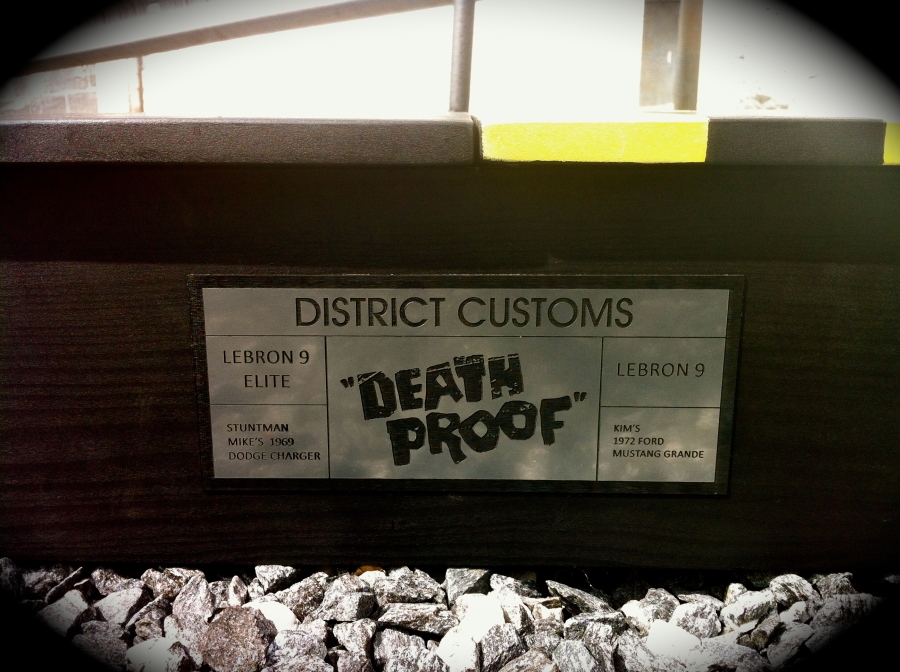 DISTRICT CUSTOMS
LEBRON 9
ELITE
STUNTMAN
MIKE'S 1969
DODGE CHARGER
"DEATH
PROOF"
LEBRON 9
KIM'S
1972 FORD
MUSTANG GRANDE